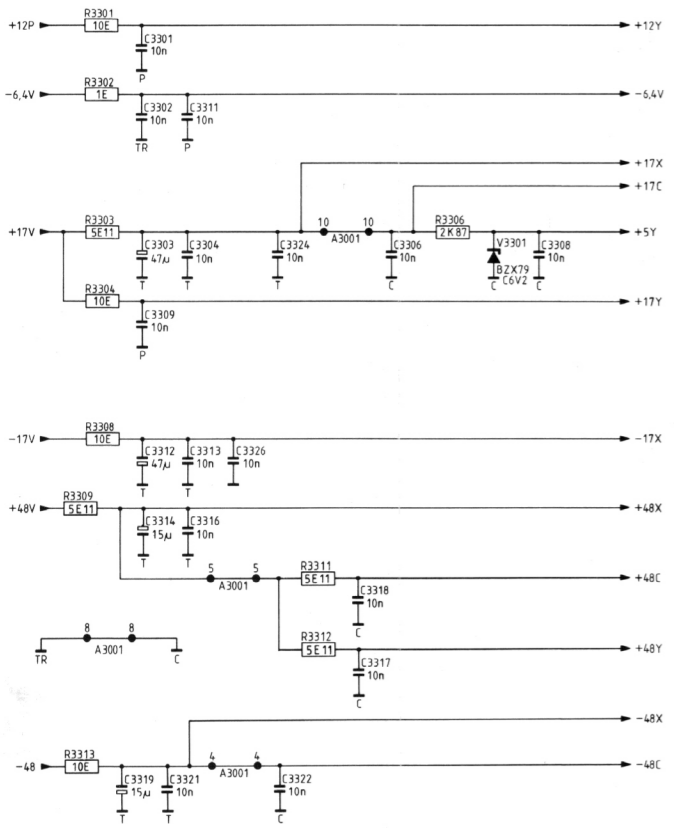 R3301
+12P 10E +12Y
C3301
10n
P
R3302
-6,4V 1E -6,4V
C3302 C3311
10n 10n
TR P
+17X
+17C
R3303 10 10 R3306
+17V 5E11 A3001 2K87 +5Y
C3303 C3304 C3324 C3306 V3301 C3308
47µ 10n 10n 10n BZX79 10n
C6V2
T T T C C C
R3304
10E +17Y
C3309
10n
P
R3308
-17V 10E -17X
C3312 C3313 C3326
47µ 10n 10n
T T
R3309
+48V 5E11 +48X
C3314 C3316
15µ 10n
T T
5 5 R3311
A3001 5E11 +48C
C3318
10n
C
8 8 R3312
A3001 5E11 +48Y
TR C
C3317
10n
C
-48X
R3313 4 4
-48 10E A3001 -48C
C3319 C3321 C3322
15µ 10n 10n
T T C